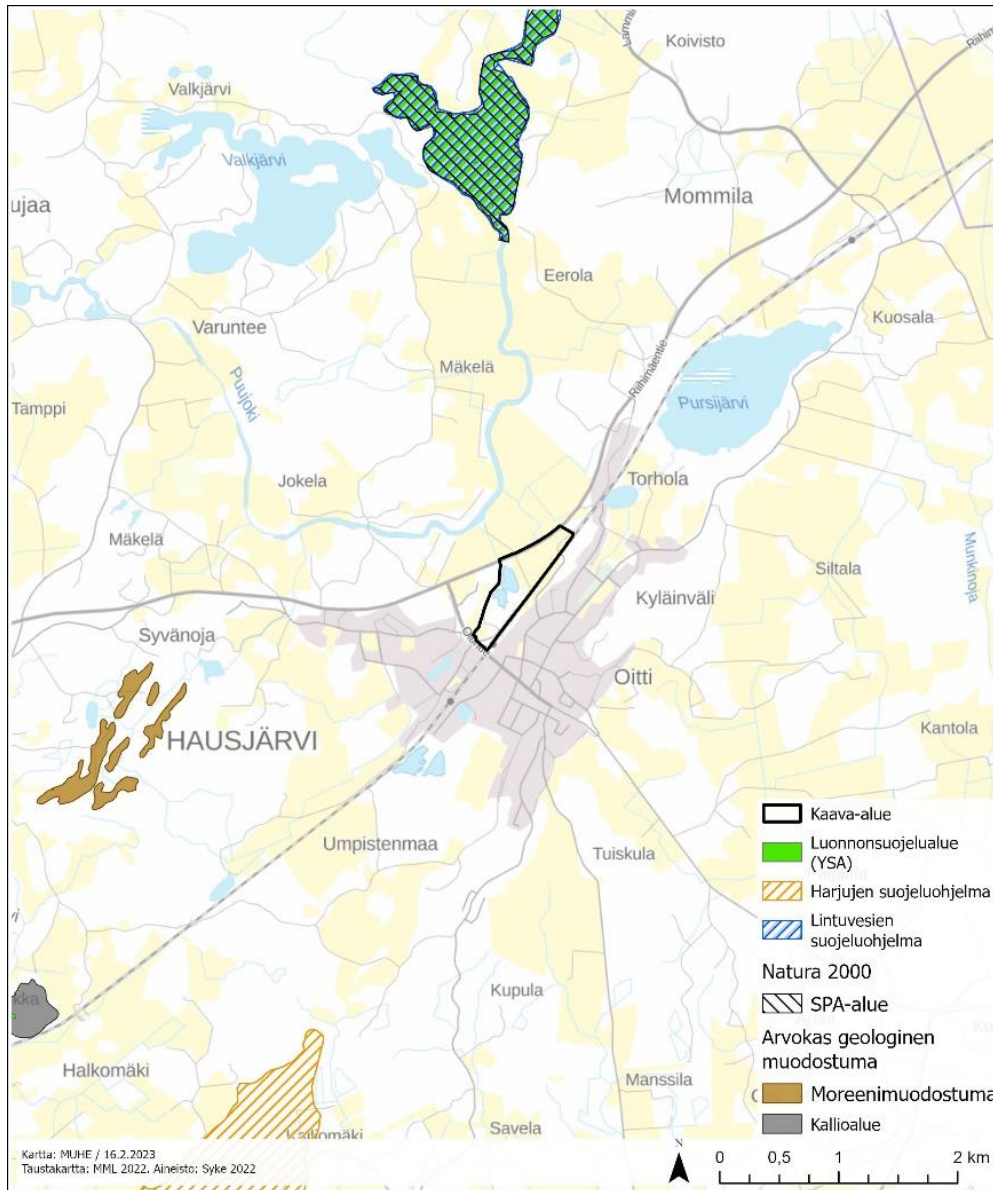 Koivisto
Valkjärvi
Valkjärvi
Mommila
ujaa
Eerola
Kuosala
Varuntee
Riihimäentie
Mäkelä
Puujoki
Pursijärvi
Tamppi
Torhola
Jokela
Mäkelä
Munkinoja
Siltala
Kyläinväli
Syvänoja
Oitti
HAUSJÄRVI
Kantola
Umpistenmaa
Tuiskula
Kupula
Halkomäki
Manssila
Savela
Kaava-alue
Luonnonsuojelualue
(YSA)
Harjujen suojeluohjelma
Lintuvesien
suojeluohjelma
Natura 2000
SPA-alue
Arvokas geologinen
muodostuma
Moreenimuodostuma
Kallioalue
Kartta: MUHE / 16.2.2023
Taustakartta: MML 2022. Aineisto: Syke 2022
N
0 0,5 1 2 km